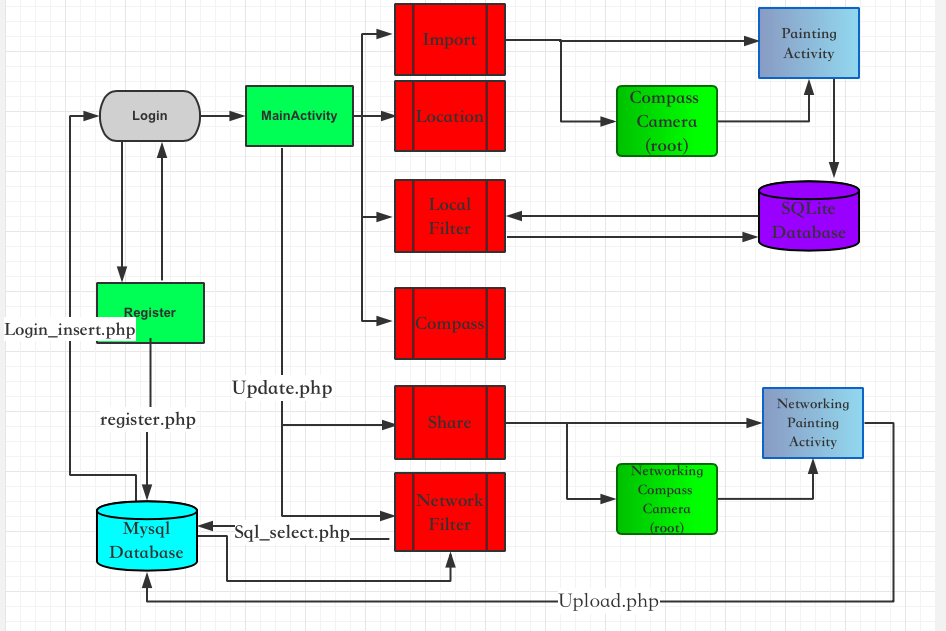 Import
Painting
Activity
Login
MainActivity
Location
Compass
Camera
(root)
Local
Filter
SQLite
Database
Register
Login_insert.php
Compass
Update.php
register.php
Share
Networking
Painting
Activity
Networking
Compass
Camera
(root)
Network
Filter
Mysql
Database
Sql_select.php
Upload.php